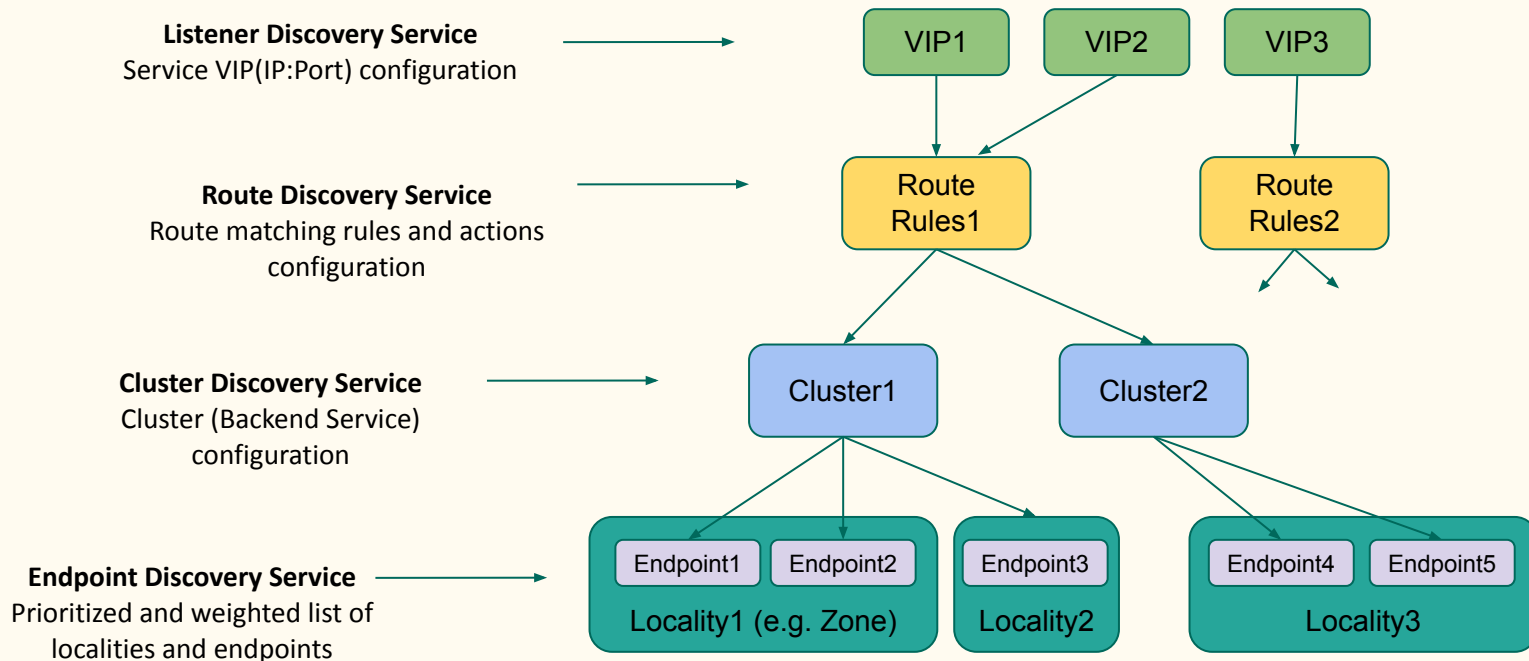 Listener Discovery Service
Service VIP(IP:Port) configuration
VIP1
VIP2
VIP3
Route Discovery Service
Route matching rules and actions
configuration
Route
Rules1
Route
Rules2
Cluster Discovery Service
Cluster (Backend Service)
configuration
Cluster1
Cluster2
Endpoint Discovery Service
Prioritized and weighted list of
localities and endpoints
Endpoint1
Endpoint2
Locality1 (e.g. Zone)
Endpoint3
Locality2
Endpoint4
Endpoint5
Locality3